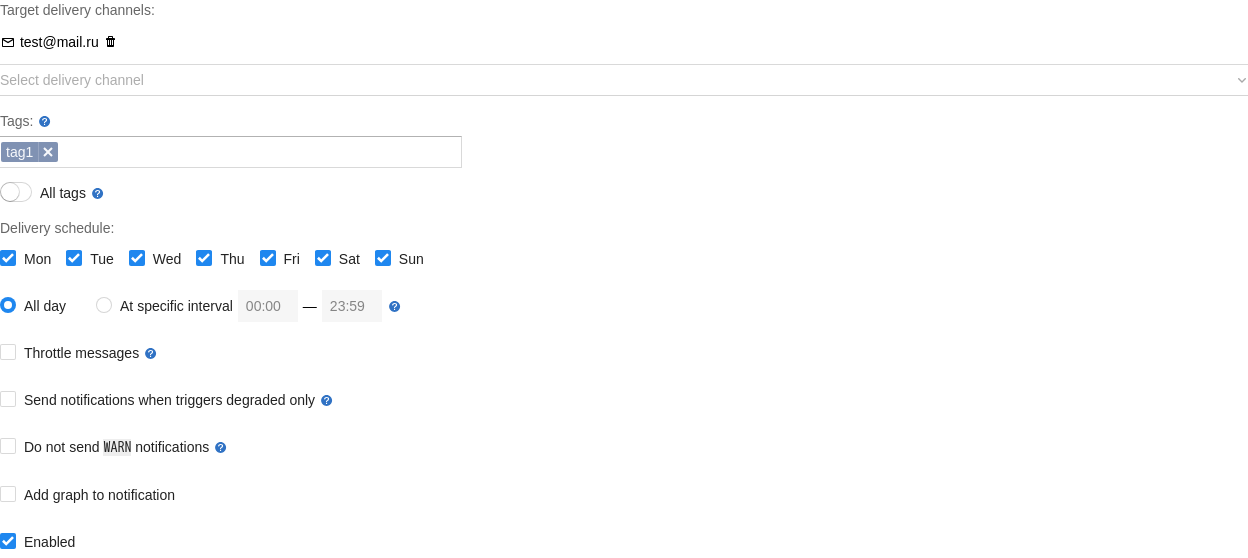 Target delivery channels:
test@mail.ru
Select delivery channel
Tags: ?
tag1
All tags ?
Delivery schedule:
Mon Tue Wed Thu Fri Sat Sun
All day At specific interval 00:00 — 23:59 ?
Throttle messages ?
Send notifications when triggers degraded only ?
Do not send WARN notifications ?
Add graph to notification
Enabled